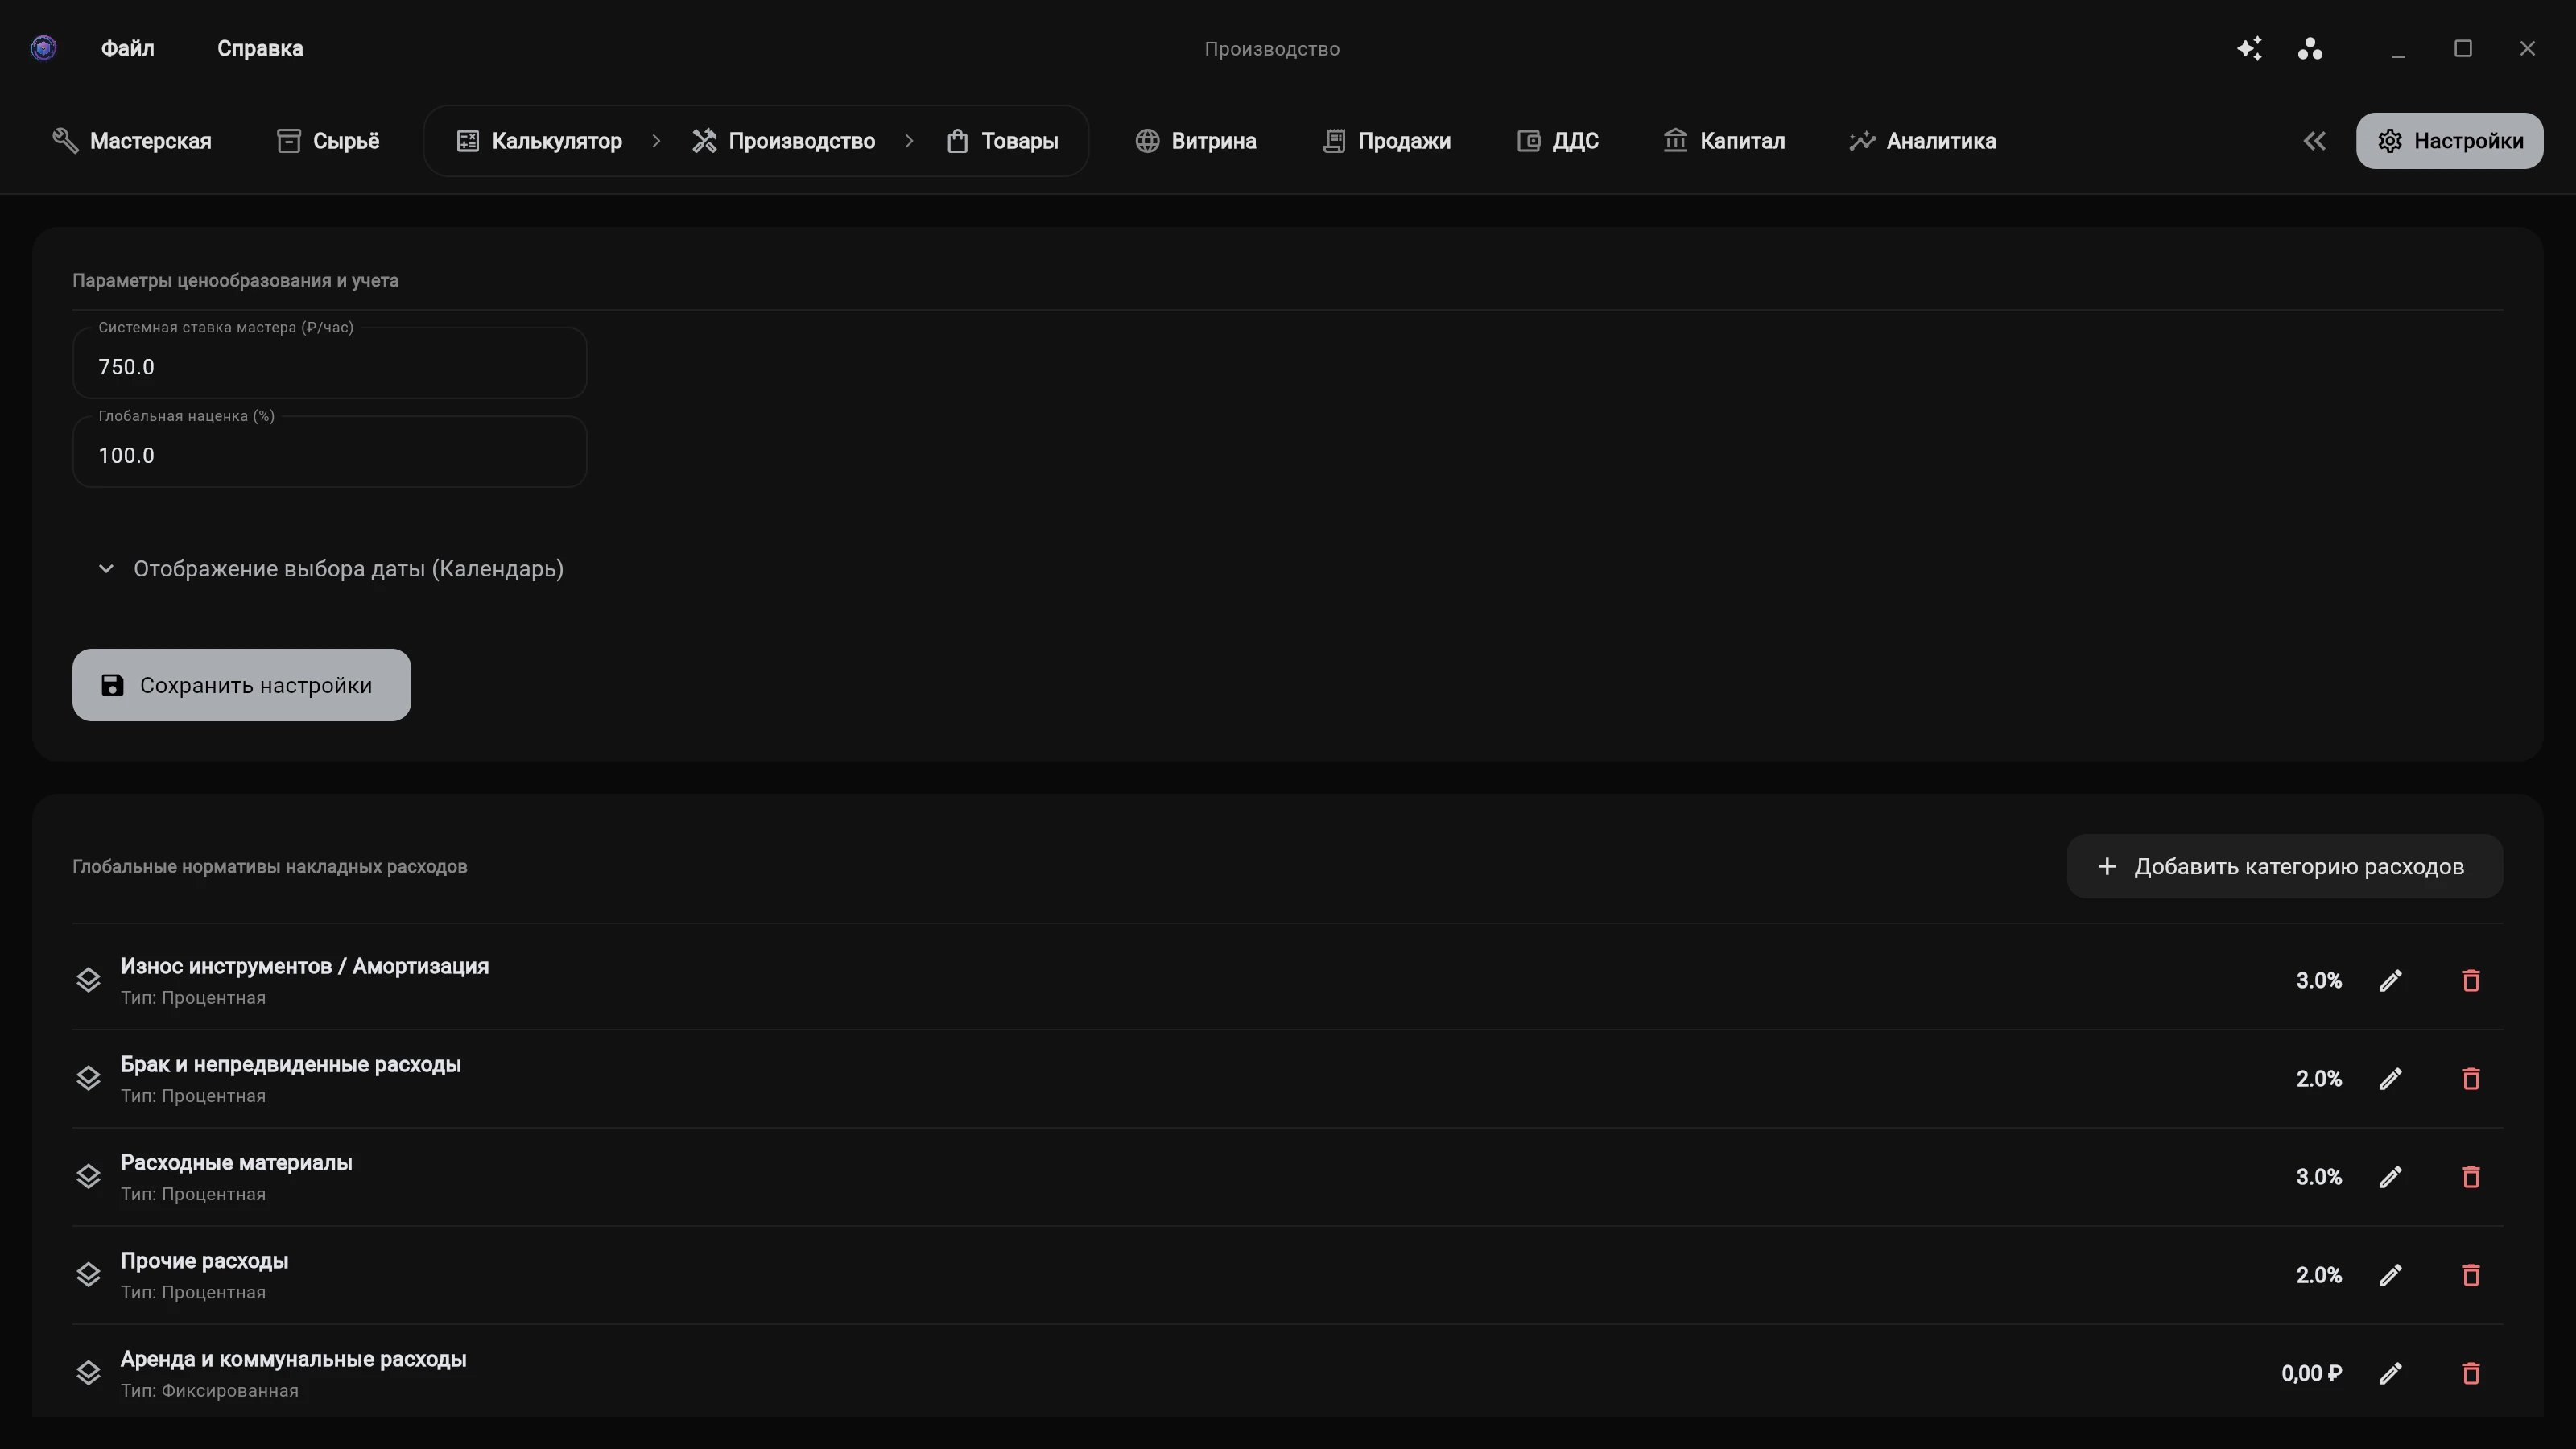 Файл Справка Производство
Мастерская Сырьё Калькулятор Производство Товары Витрина Продажи ДДС Капитал Аналитика Настройки
Параметры ценообразования и учета
Системная ставка мастера (₽/час)
750.0
Глобальная наценка (%)
100.0
Отображение выбора даты (Календарь)
Сохранить настройки
Глобальные нормативы накладных расходов
Добавить категорию расходов
Износ инструментов / Амортизация
Тип: Процентная
3.0%
Брак и непредвиденные расходы
Тип: Процентная
2.0%
Расходные материалы
Тип: Процентная
3.0%
Прочие расходы
Тип: Процентная
2.0%
Аренда и коммунальные расходы
Тип: Фиксированная
0,00 ₽